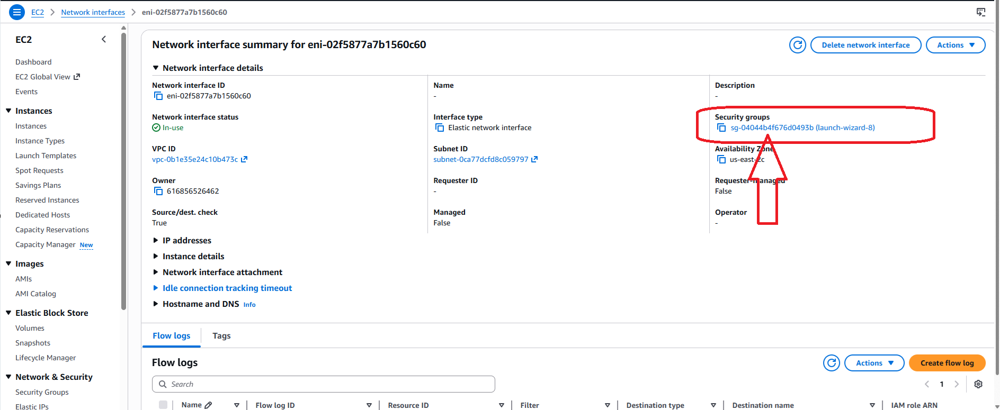 EC2 > Network interfaces > eni-02f5877a7b1560c60
EC2
Dashboard
EC2 Global View
Events
Instances
Instances
Instance Types
Launch Templates
Spot Requests
Savings Plans
Reserved Instances
Dedicated Hosts
Capacity Reservations
Capacity Manager New
Images
AMIs
AMI Catalog
Elastic Block Store
Volumes
Snapshots
Lifecycle Manager
Network & Security
Security Groups
Elastic IPs
Network interface summary for eni-02f5877a7b1560c60
Delete network interface
Actions
Network interface details
Network interface ID
eni-02f5877a7b1560c60
Name
-
Description
-
Network interface status
In-use
Interface type
Elastic network interface
Security groups
sg-04044b4f676d0493b (launch-wizard-8)
VPC ID
vpc-0b1e35e24c10b473c
Subnet ID
subnet-0ca77dcfd8c059797
Availability Zone
us-east-2c
Owner
616856526462
Requester ID
-
Requester-managed
False
Source/dest. check
True
Managed
False
Operator
-
IP addresses
Instance details
Network interface attachment
Idle connection tracking timeout
Hostname and DNS Info
Flow logs
Tags
Flow logs
Actions
Create flow log
Search
1
Name
Flow log ID
Resource ID
Filter
Destination type
Destination name
IAM role ARN